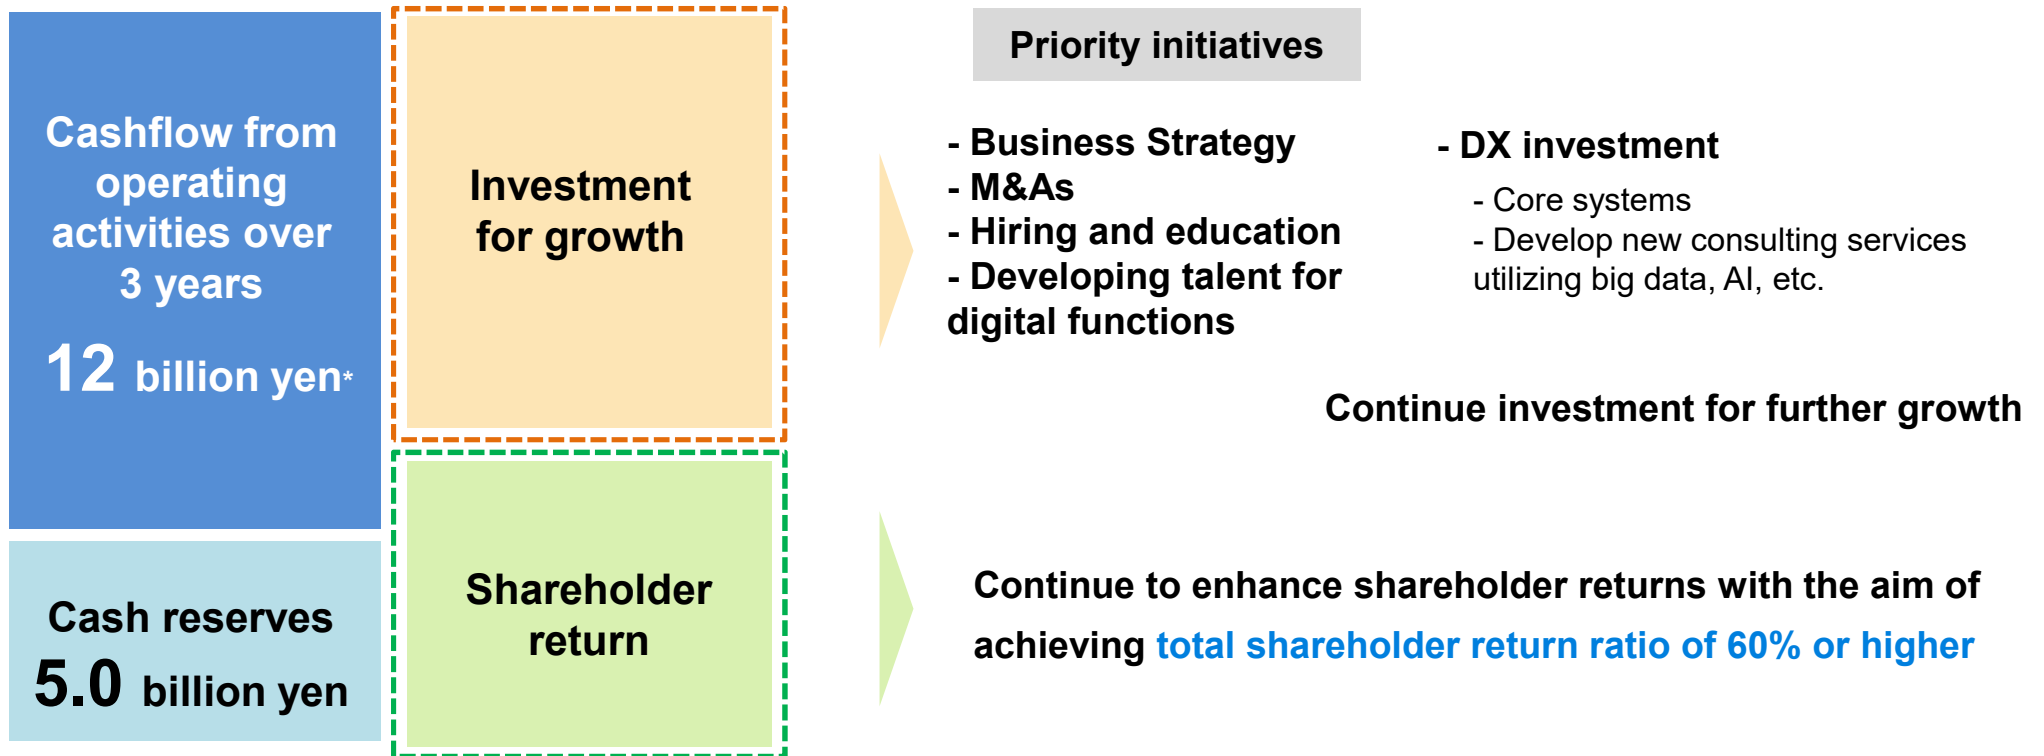 Cashflow from
operating
activities over
3 years
12 billion yen*
Cash reserves
5.0 billion yen
Investment
for growth
Shareholder
return
Priority initiatives
- Business Strategy
- M&As
- Hiring and education
- Developing talent for
digital functions
- DX investment
- Core systems
- Develop new consulting services
utilizing big data, AI, etc.
Continue investment for further growth
Continue to enhance shareholder returns with the aim of
achieving total shareholder return ratio of 60% or higher